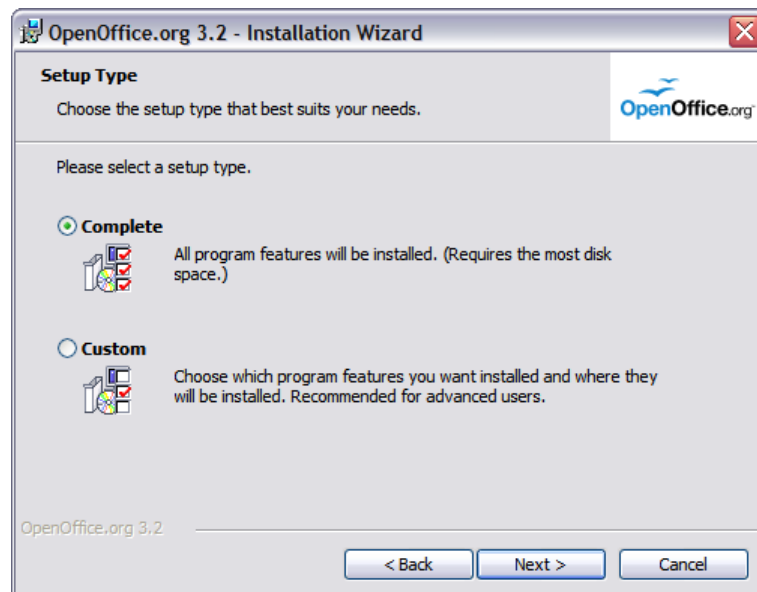 OpenOffice.org 3.2 - Installation Wizard
Setup Type
Choose the setup type that best suits your needs.
OpenOffice.org
Please select a setup type.
Complete
All program features will be installed. (Requires the most disk
space.)
Custom
Choose which program features you want installed and where they
will be installed. Recommended for advanced users.
OpenOffice.org 3.2
< Back
Next >
Cancel